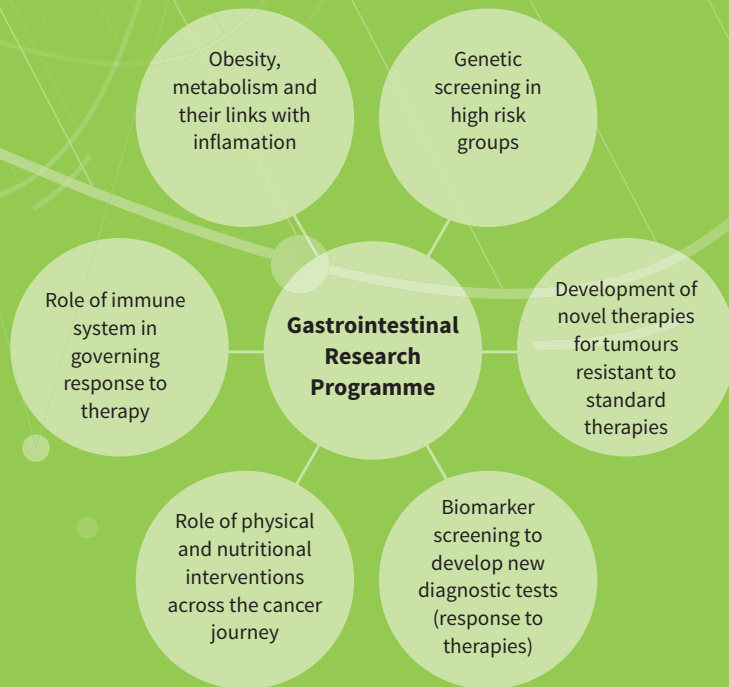 Obesity,
metabolism and
their links with
inflamation
Genetic
screening in
high risk
groups
Role of immune
system in
governing
response to
therapy
Gastrointestinal
Research
Programme
Development of
novel therapies
for tumours
resistant to
standard
therapies
Role of physical
and nutritional
interventions
across the cancer
journey
Biomarker
screening to
develop new
diagnostic tests
(response to
therapies)